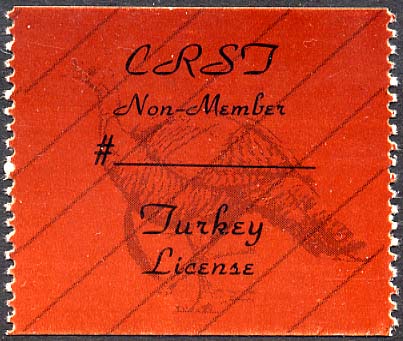 CRST
Non-Member
#
Turkey
License